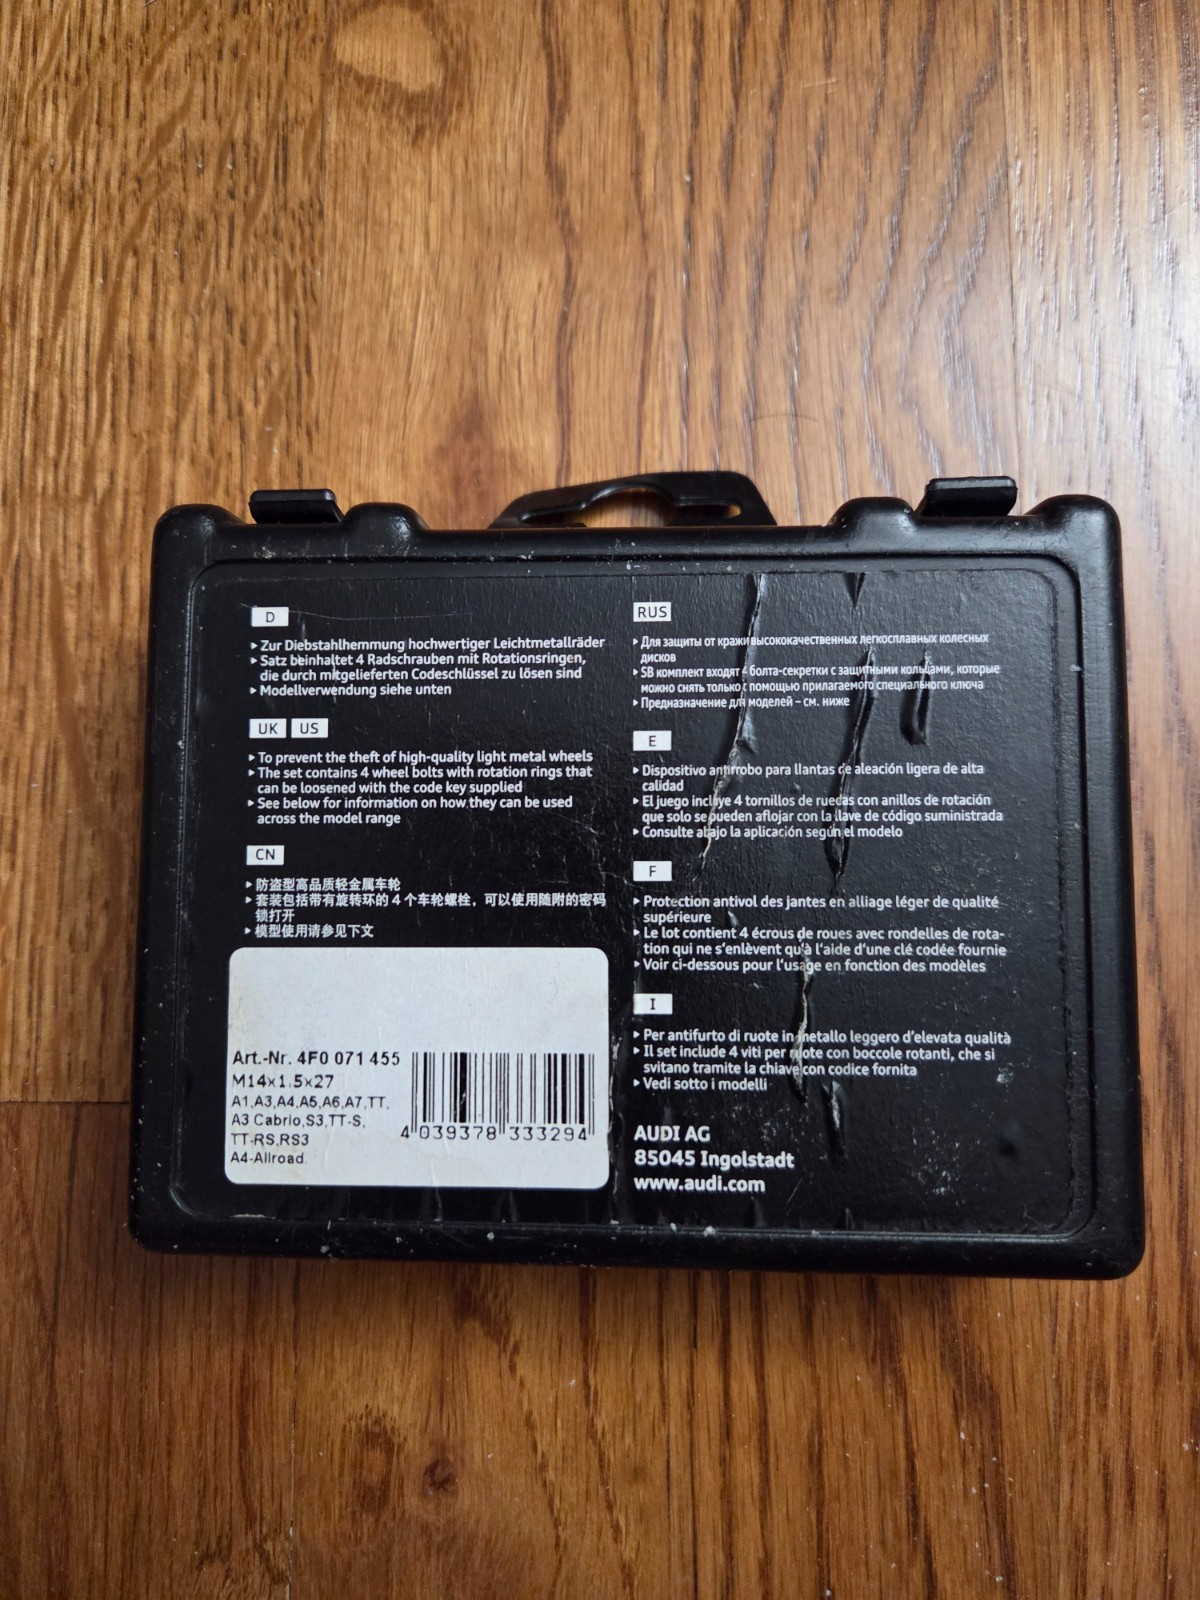 D
▸ Zur Diebstahlhemmung hochwertiger Leichtmetallräder
▸ Satz beinhaltet 4 Radschrauben mit Rotationsringen,
die durch mitgelieferten Codeschlüssel zu lösen sind
▸ Modellverwendung siehe unten
UK US
▸ To prevent the theft of high-quality light metal wheels
▸ The set contains 4 wheel bolts with rotation rings that
can be loosened with the code key supplied
▸ See below for information on how they can be used
across the model range
CN
▸ 防盗型高品质轻金属车轮
▸ 套装包括带有旋转环的 4 个车轮螺栓，可以使用随附的密码
锁打开
▸ 模型使用请参见下文
Art.-Nr. 4F0 071 455
M14x1.5x27
A1,A3,A4,A5,A6,A7,TT,
A3 Cabrio,S3,TT-S,
TT-RS,RS3
A4-Allroad.
4 039378 333294
RUS
▸ Для защиты от кражи высококачественных легкосплавных колесных
дисков
▸ SB комплект входят 4 болта-секретки с защитными кольцами, которые
можно снять только с помощью прилагаемого специального ключа
▸ Предназначение для моделей – см. ниже
E
▸ Dispositivo antirrobo para llantas de aleación ligera de alta
calidad
▸ El juego incluye 4 tornillos de ruedas con anillos de rotación
que solo se pueden aflojar con la llave de código suministrada
▸ Consulte abajo la aplicación según el modelo
F
▸ Protection antivol des jantes en alliage léger de qualité
supérieure
▸ Le lot contient 4 écrous de roues avec rondelles de rota-
tion qui ne s'enlèvent qu'à l'aide d'une clé codée fournie
▸ Voir ci-dessous pour l'usage en fonction des modèles
I
▸ Per antifurto di ruote in metallo leggero d'elevata qualità
▸ Il set include 4 viti per ruote con boccole rotanti, che si
svitano tramite la chiave con codice fornita
▸ Vedi sotto i modelli
AUDI AG
85045 Ingolstadt
www.audi.com